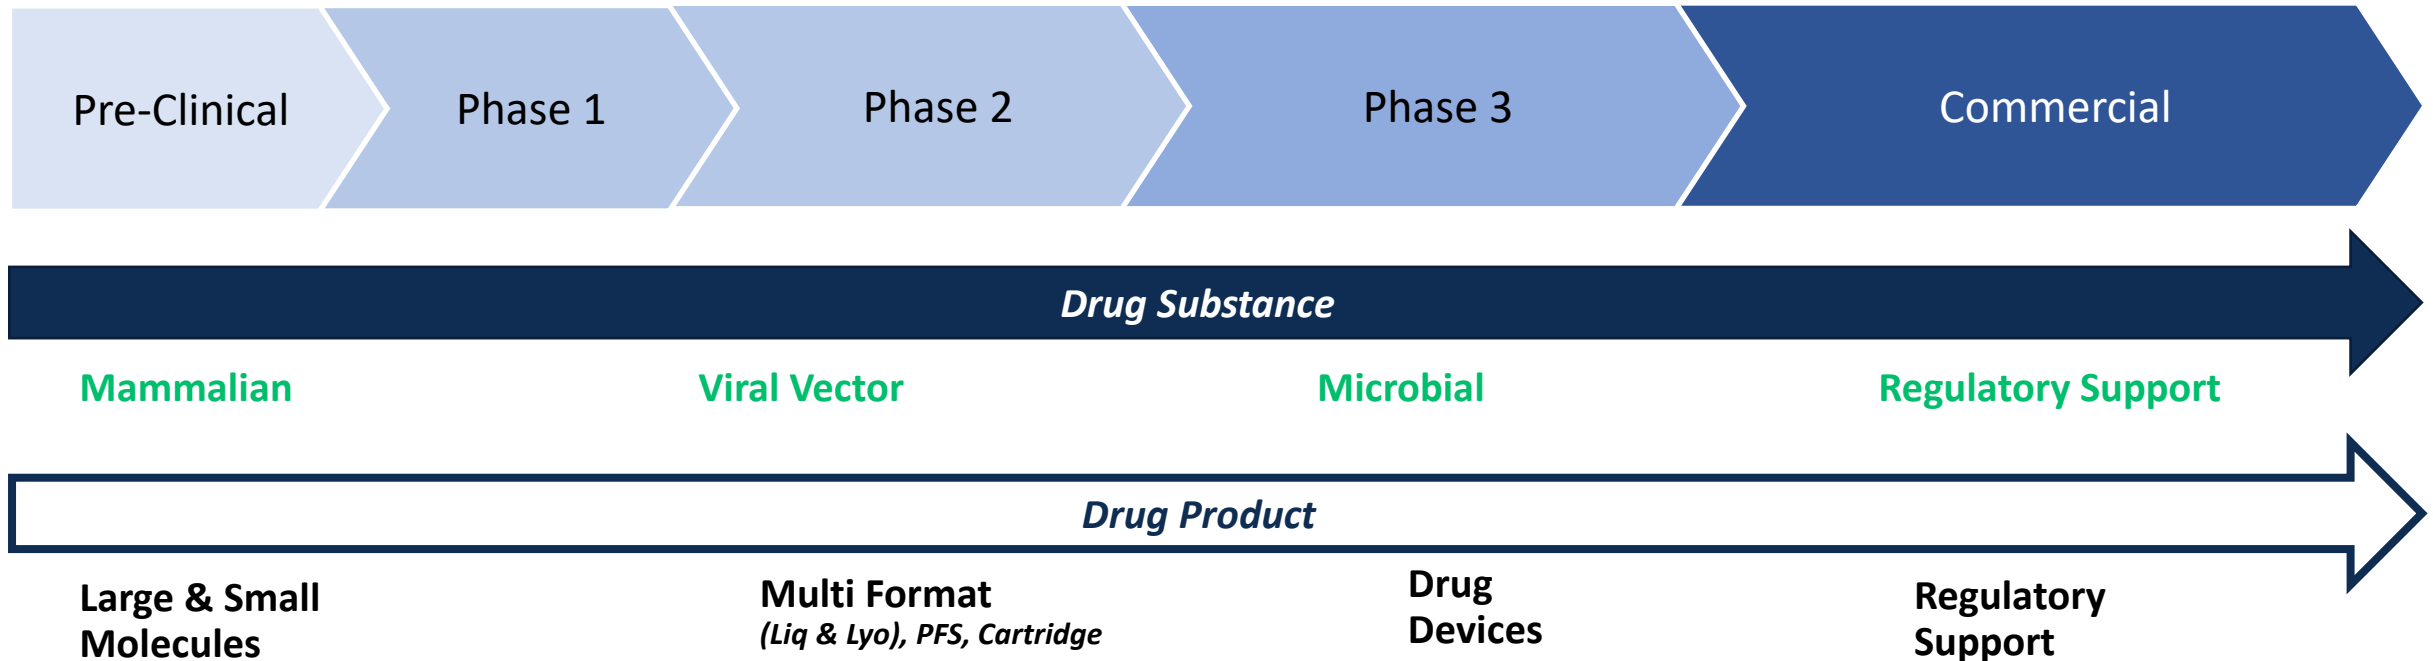 Pre-Clinical
Phase 1
Phase 2
Phase 3
Commercial
Drug Substance
Mammalian
Viral Vector
Microbial
Regulatory Support
Drug Product
Large & Small
Molecules
Multi Format
(Liq & Lyo), PFS, Cartridge
Drug
Devices
Regulatory
Support